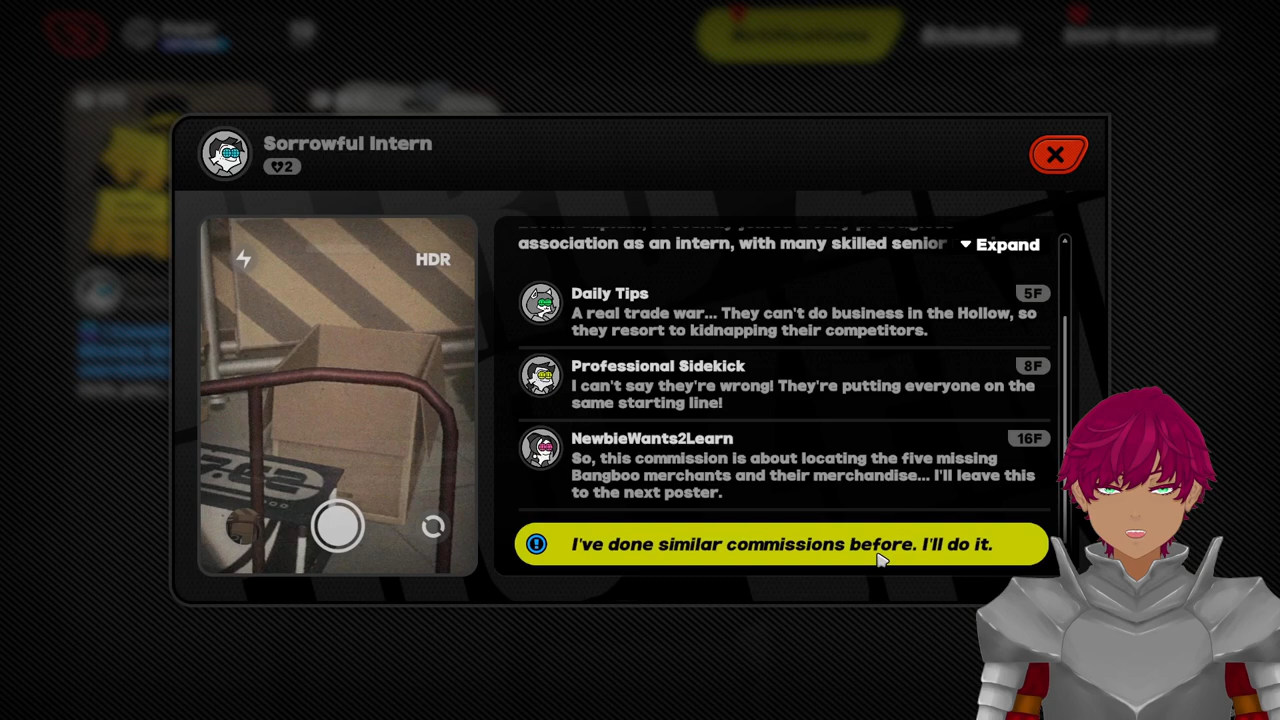 Sorrowful Intern
2
HDR
association as an intern, with many skilled senior
Expand
Daily Tips
5F
A real trade war... They can't do business in the Hollow, so
they resort to kidnapping their competitors.
Professional Sidekick
8F
I can't say they're wrong! They're putting everyone on the
same starting line!
NewbieWants2Learn
16F
So, this commission is about locating the five missing
Bangboo merchants and their merchandise... I'll leave this
to the next poster.
I've done similar commissions before. I'll do it.